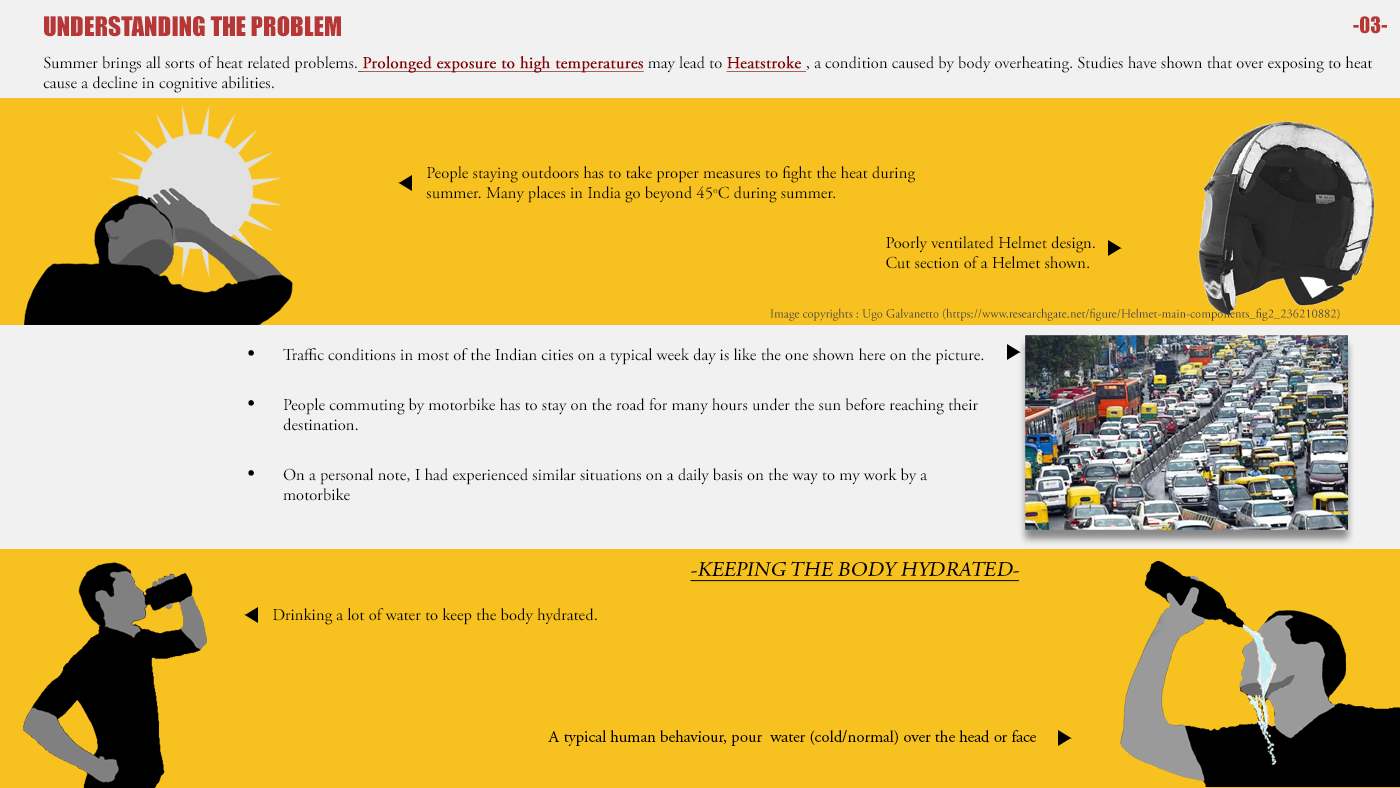 UNDERSTANDING THE PROBLEM
-03-
Summer brings all sorts of heat related problems. Prolonged exposure to high temperatures may lead to Heatstroke , a condition caused by body overheating. Studies have shown that over exposing to heat
cause a decline in cognitive abilities.
People staying outdoors has to take proper measures to fight the heat during
summer. Many places in India go beyond 45°C during summer.
Poorly ventilated Helmet design.
Cut section of a Helmet shown.
Image copyrights : Ugo Galvanetto (https://www.researchgate.net/figure/Helmet-main-components_fig2_236210882)
• Traffic conditions in most of the Indian cities on a typical week day is like the one shown here on the picture.
• People commuting by motorbike has to stay on the road for many hours under the sun before reaching their
destination.
• On a personal note, I had experienced similar situations on a daily basis on the way to my work by a
motorbike
-KEEPING THE BODY HYDRATED-
Drinking a lot of water to keep the body hydrated.
A typical human behaviour, pour water (cold/normal) over the head or face